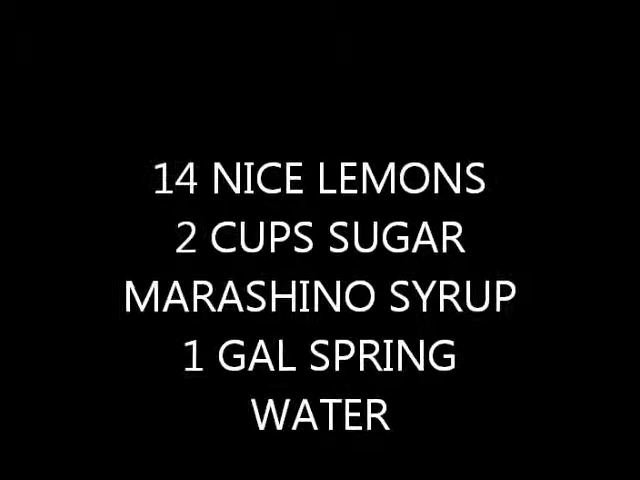 14 NICE LEMONS
2 CUPS SUGAR
MARASHINO SYRUP
1 GAL SPRING
WATER